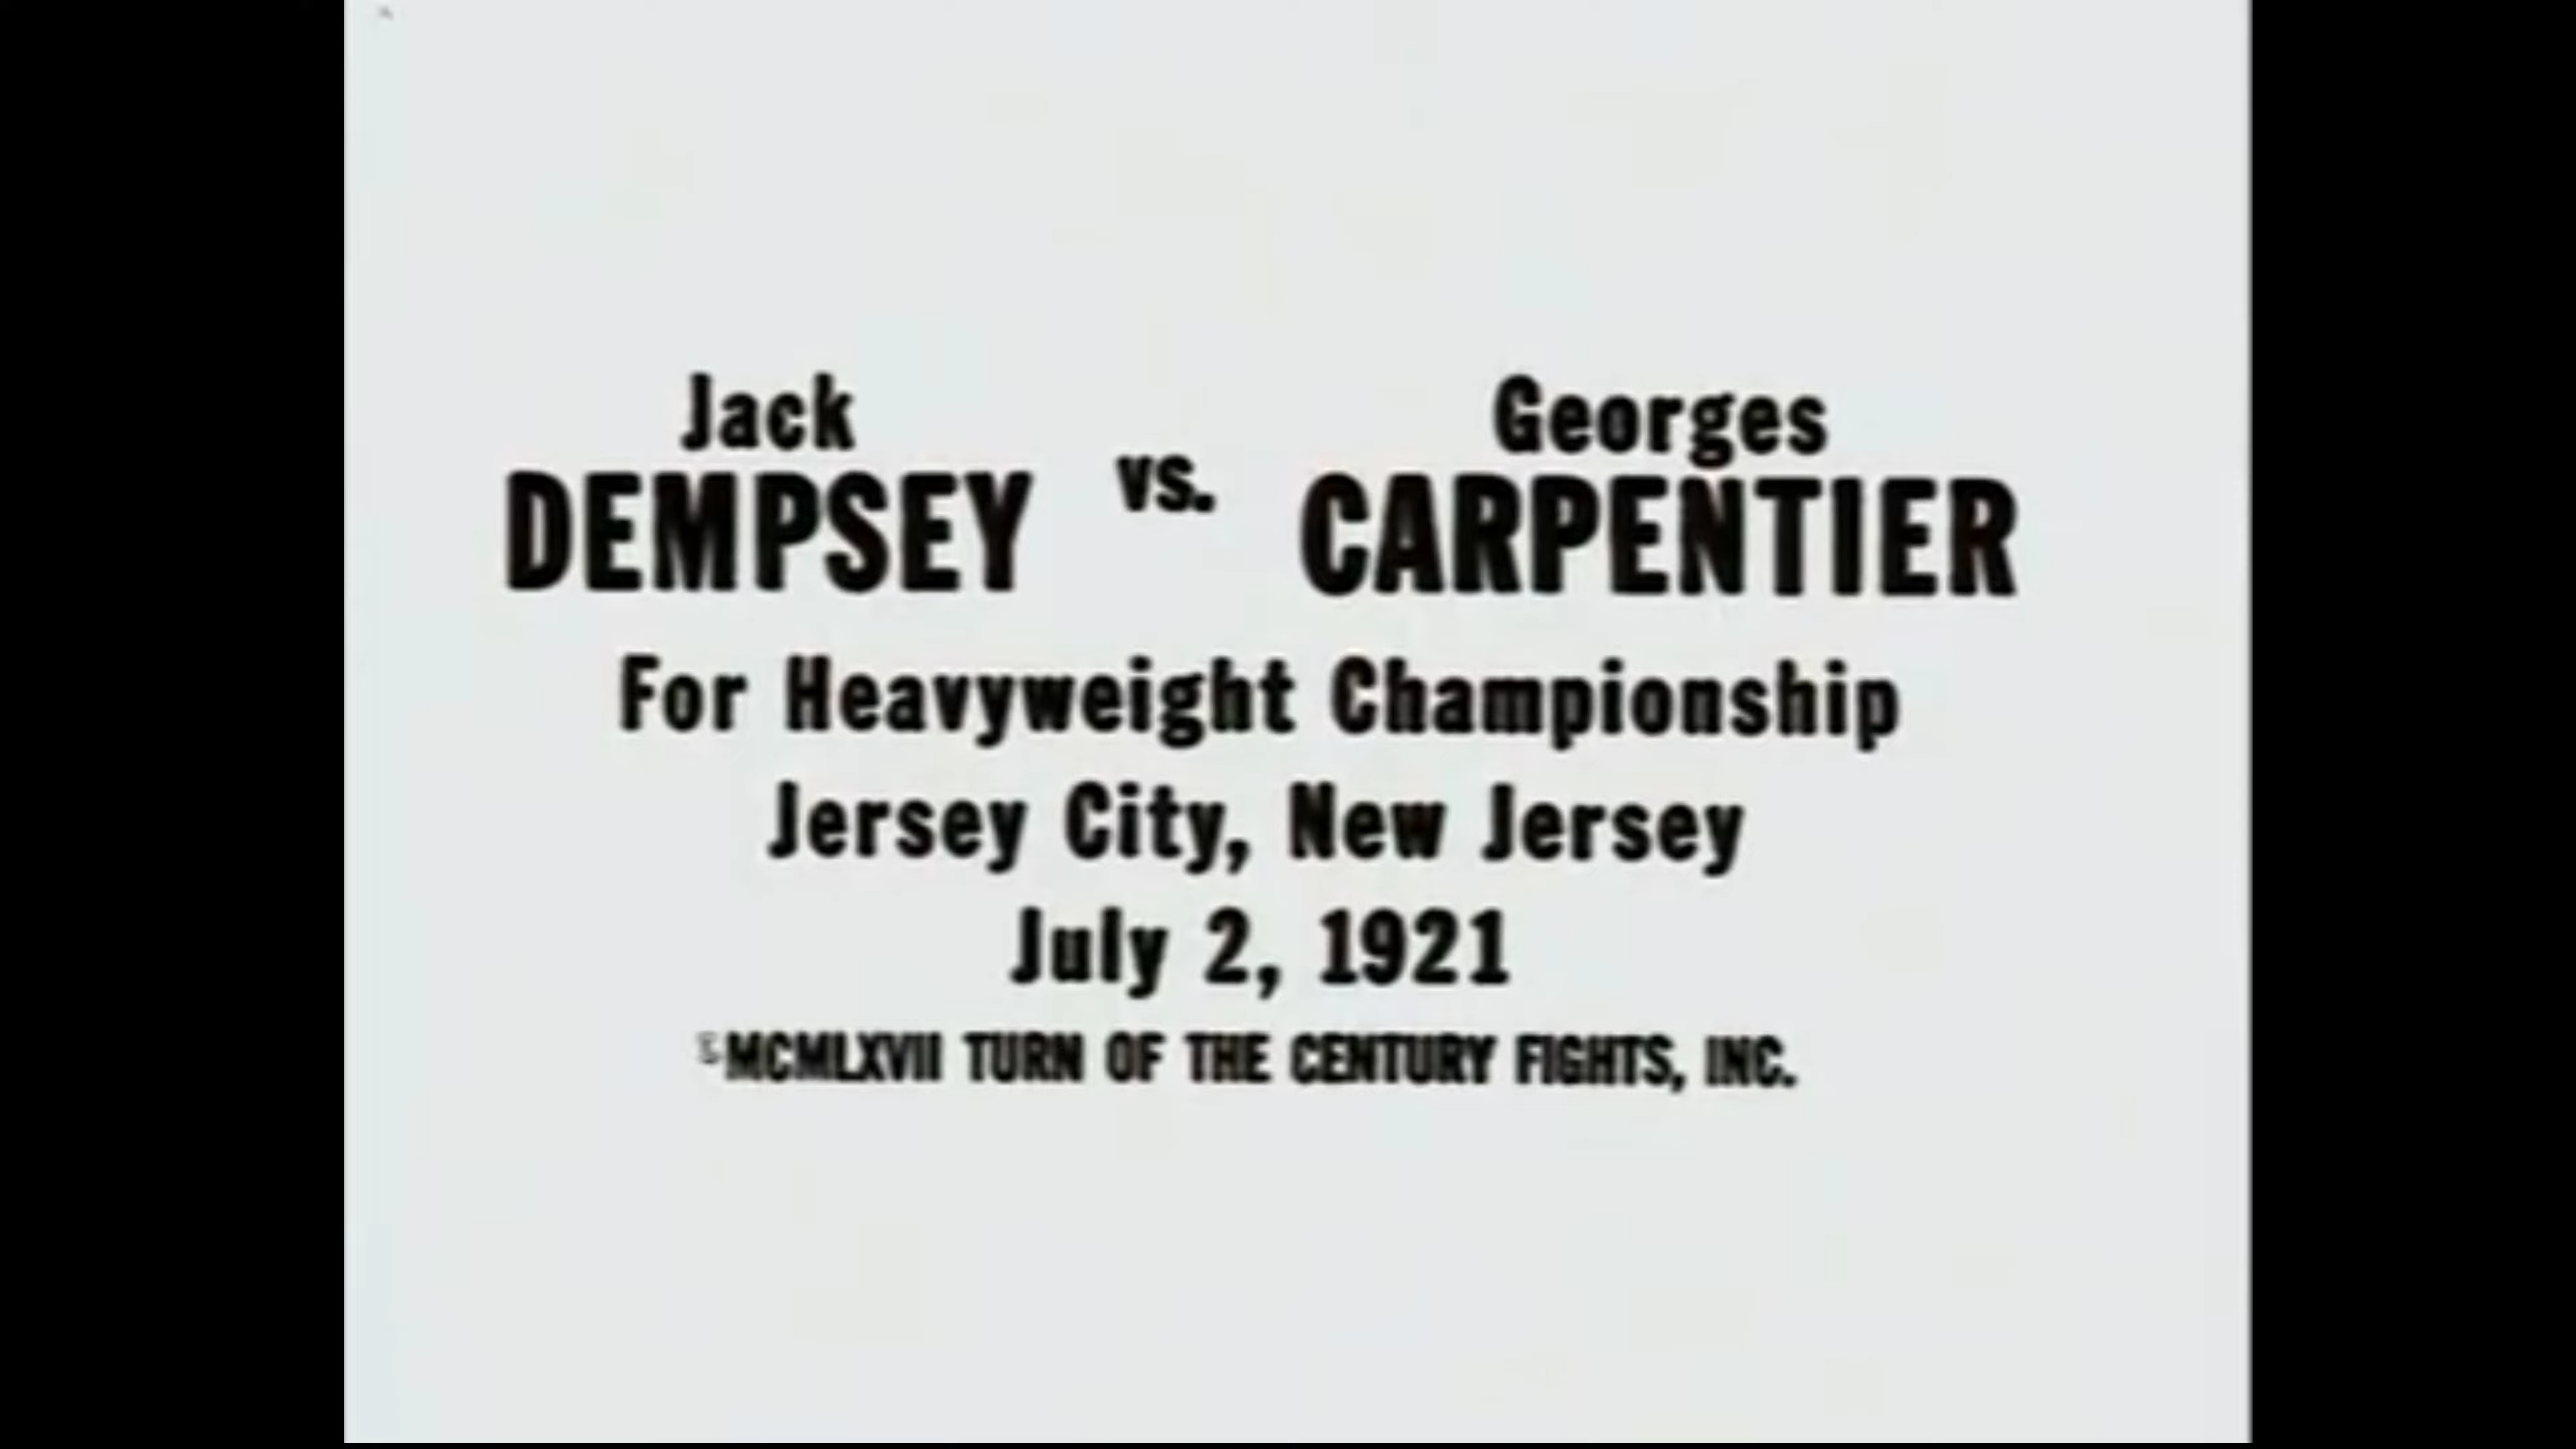 Jack
DEMPSEY vs. Georges
CARPENTIER
For Heavyweight Championship
Jersey City, New Jersey
July 2, 1921
©MCMLXVII TURN OF THE CENTURY FIGHTS, INC.